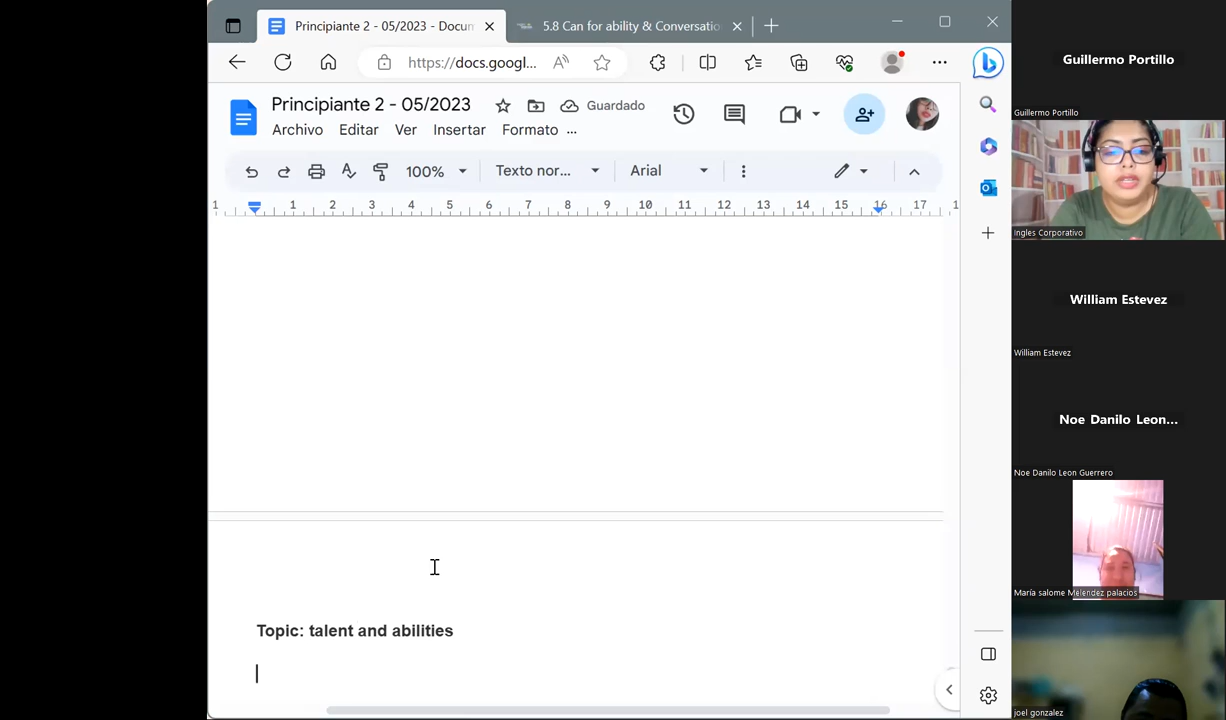 Principiante 2 - 05/2023 - Docum
5.8 Can for ability & Conversatio
https://docs.googl...
Principiante 2 - 05/2023
Guardado
Archivo
Editar
Ver
Insertar
Formato
...
100%
Texto nor...
Arial
1
1
2
3
4
5
6
7
8
9
10
11
12
13
14
15
16
17
1
Topic: talent and abilities
Guillermo Portillo
Guillermo Portillo
Ingles Corporativo
William Estevez
William Estevez
Noe Danilo Leon...
Noe Danilo Leon Guerrero
María salome Melendez palacios
joel gonzalez